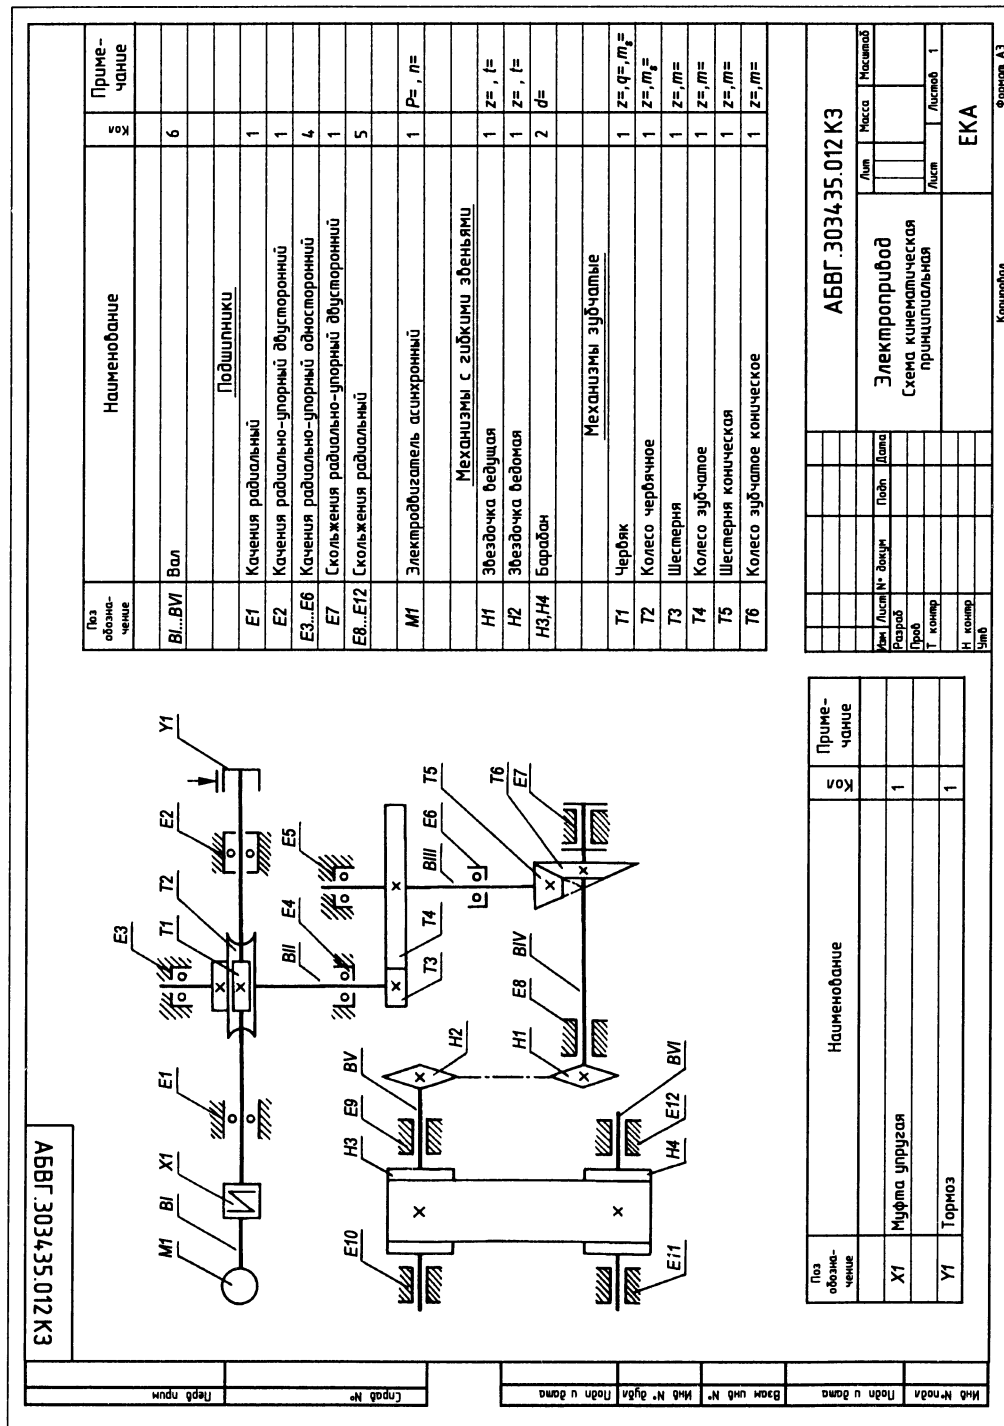 АБВГ.303435.012 К3
M1
BI
X1
E1
E3
T1
T2
E2
Y1
BII
E4
E5
E10
H3
E9
BV
H2
T3
T4
BIII
E6
T5
H1
E8
BIV
T6
E7
E11
H4
E12
BVI
Поз обозна- чение
Наименование
Кол
Приме- чание
BI...BVI Вал 6
Подшипники
E1 Качения радиальный 1
E2 Качения радиально-упорный двусторонний 1
E3...E6 Качения радиально-упорный односторонний 4
E7 Скольжения радиально-упорный двусторонний 1
E8...E12 Скольжения радиальный 5
M1 Электродвигатель асинхронный 1 P= , n=
Механизмы с гибкими звеньями
H1 Звездочка ведущая 1 z= , t=
H2 Звездочка ведомая 1 z= , t=
H3,H4 Барабан 2 d=
Механизмы зубчатые
T1 Червяк 1 z=,q=,ms=
T2 Колесо червячное 1 z=,ms=
T3 Шестерня 1 z=,m=
T4 Колесо зубчатое 1 z=,m=
T5 Шестерня коническая 1 z=,m=
T6 Колесо зубчатое коническое 1 z=,m=
Поз обозна- чение
Наименование
Кол
Приме- чание
X1 Муфта упругая 1
Y1 Тормоз 1
АБВГ.303435.012 К3
Изм Лист № докум Подп Дата
Разраб
Пров
Т контр
Н контр
Утв
Электропривод
Схема кинематическая
принципиальная
Лит Масса Масштаб
Лист Листов 1
ЕКА
Копировал
Формат А3
Перв прим
Справ №
Подп и дата
Инв № дубл
Взам инв №
Подп и дата
Инв № подл